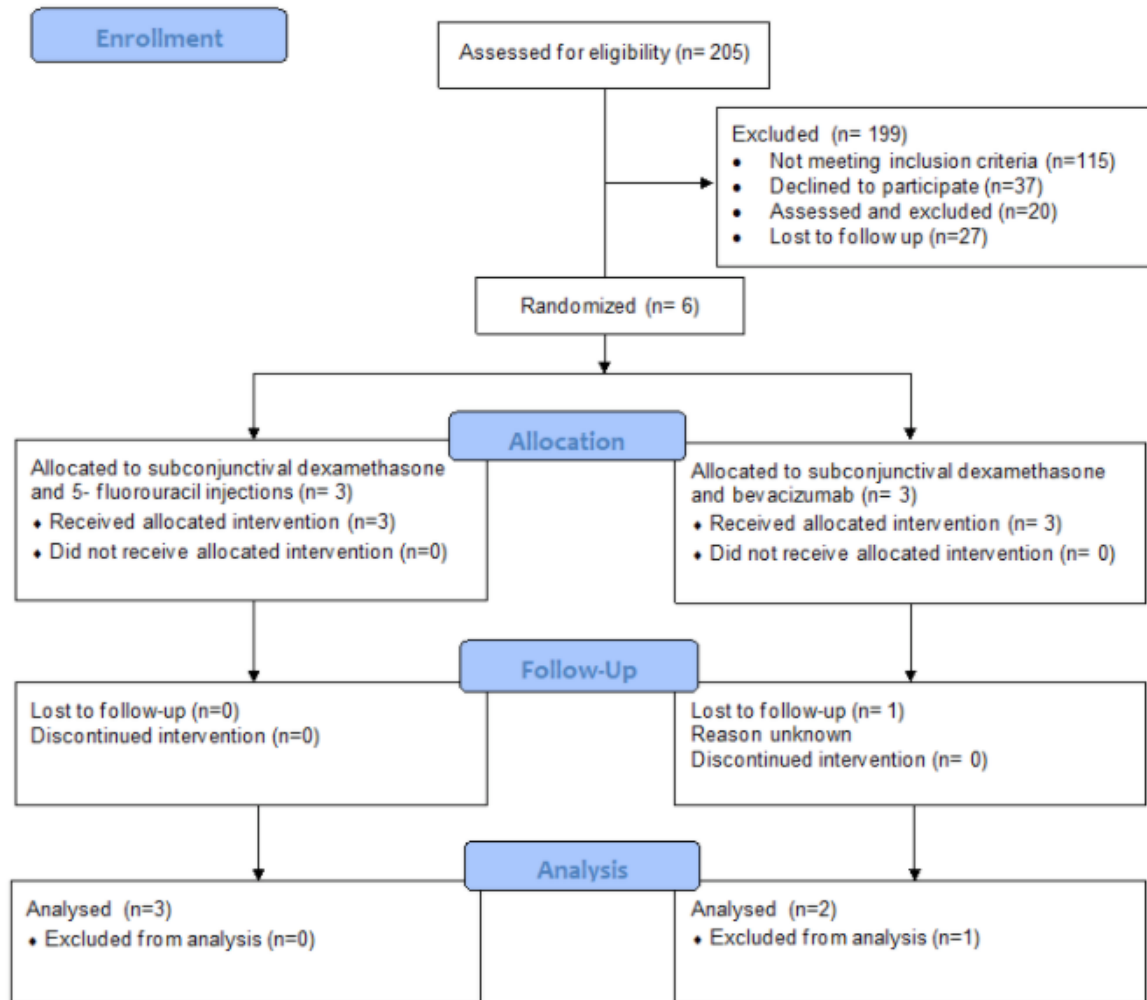 Enrollment
Assessed for eligibility (n= 205)
Excluded (n= 199)
• Not meeting inclusion criteria (n=115)
• Declined to participate (n=37)
• Assessed and excluded (n=20)
• Lost to follow up (n=27)
Randomized (n= 6)
Allocation
Allocated to subconjunctival dexamethasone
and 5- fluorouracil injections (n= 3)
♦ Received allocated intervention (n=3)
♦ Did not receive allocated intervention (n=0)
Allocated to subconjunctival dexamethasone
and bevacizumab (n= 3)
♦ Received allocated intervention (n= 3)
♦ Did not receive allocated intervention (n= 0)
Follow-Up
Lost to follow-up (n=0)
Discontinued intervention (n=0)
Lost to follow-up (n= 1)
Reason unknown
Discontinued intervention (n= 0)
Analysis
Analysed (n=3)
♦ Excluded from analysis (n=0)
Analysed (n=2)
♦ Excluded from analysis (n=1)